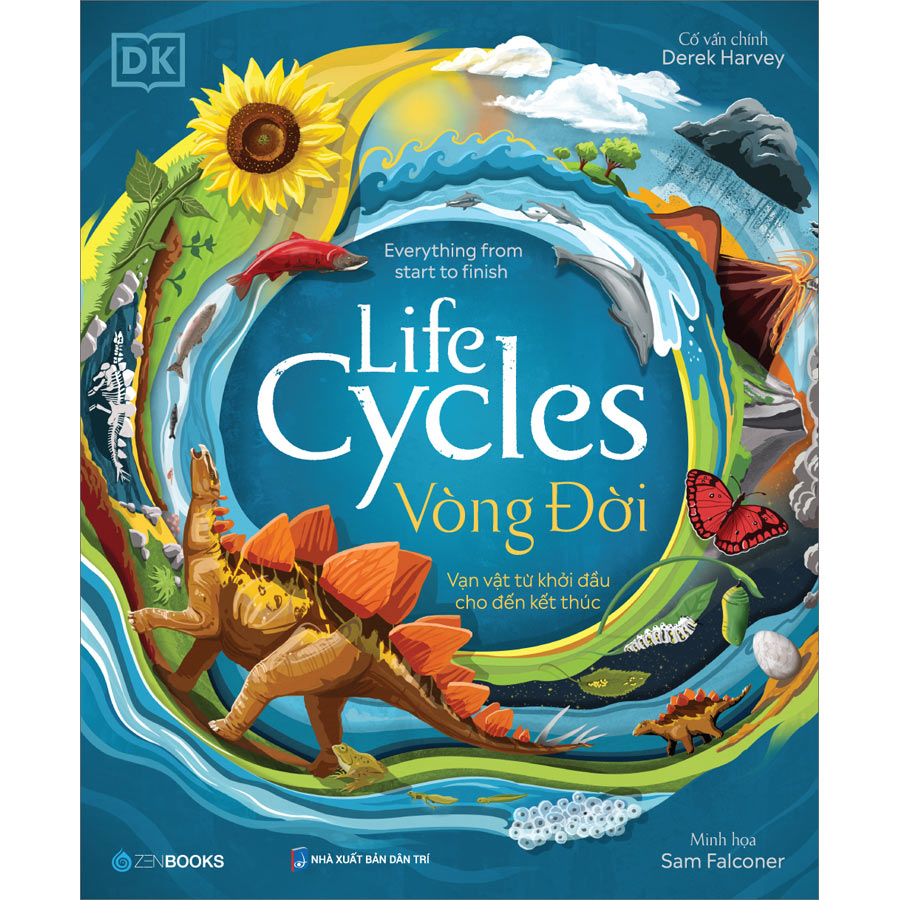 DK
Cố vấn chính
Derek Harvey
Everything from
start to finish
Life
Cycles
Vòng Đời
Vạn vật từ khởi đầu
cho đến kết thúc
Minh họa
Sam Falconer
ZENBOOKS
NHÀ XUẤT BẢN DÂN TRÍ